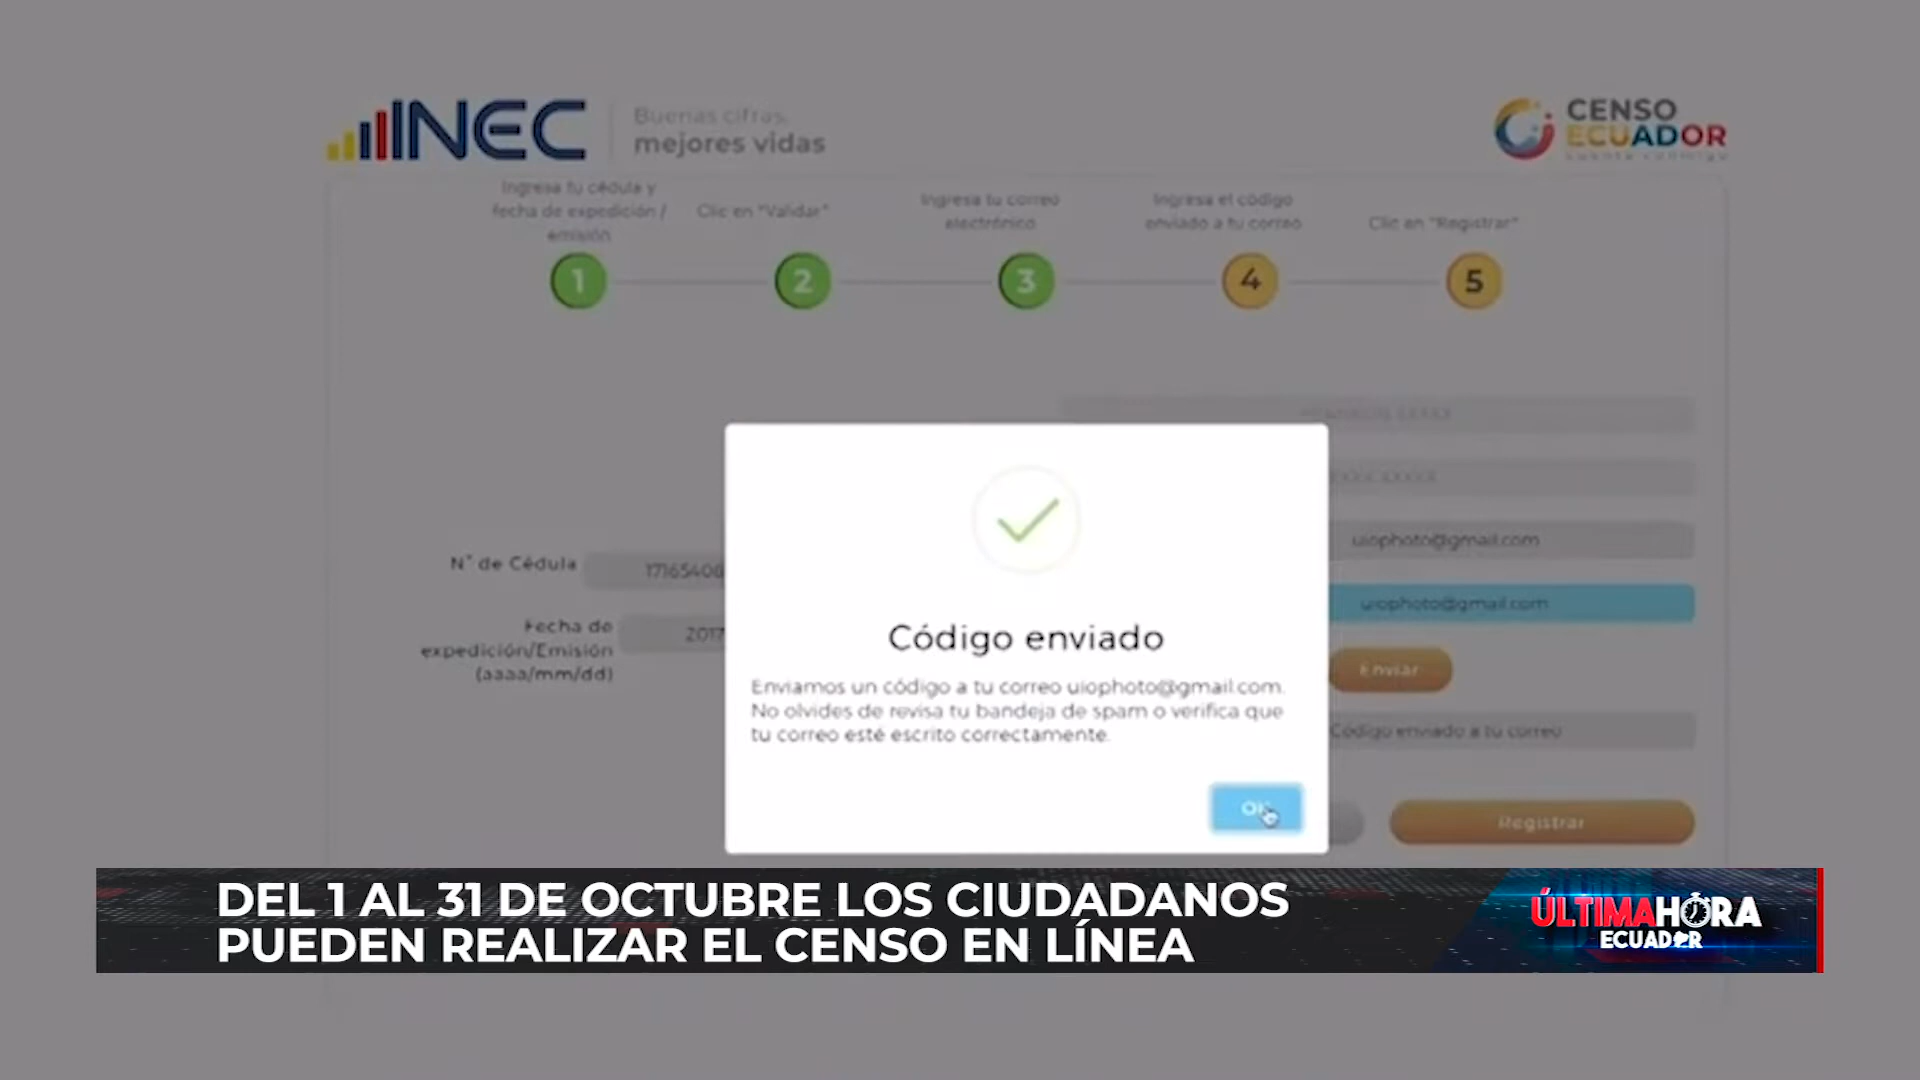 INEC
Buenas cifras,
mejores vidas
CENSO
ECUADOR
Ingresa tu cédula y
fecha de expedición /
emisión
Clic en "Validar"
Ingresa tu correo
electrónico
Ingresa el código
enviado a tu correo
Clic en "Registrar"
1
2
3
4
5
N° de Cédula
17165406
Fecha de
expedición/Emisión
(aaaa/mm/dd)
2017
uiophoto@gmail.com
uiophoto@gmail.com
Enviar
Código enviado a tu correo
Registrar
Código enviado
Enviamos un código a tu correo uiophoto@gmail.com.
No olvides de revisa tu bandeja de spam o verifica que
tu correo esté escrito correctamente.
OK
DEL 1 AL 31 DE OCTUBRE LOS CIUDADANOS
PUEDEN REALIZAR EL CENSO EN LÍNEA
ÚLTIMAHORA
ECUADOR